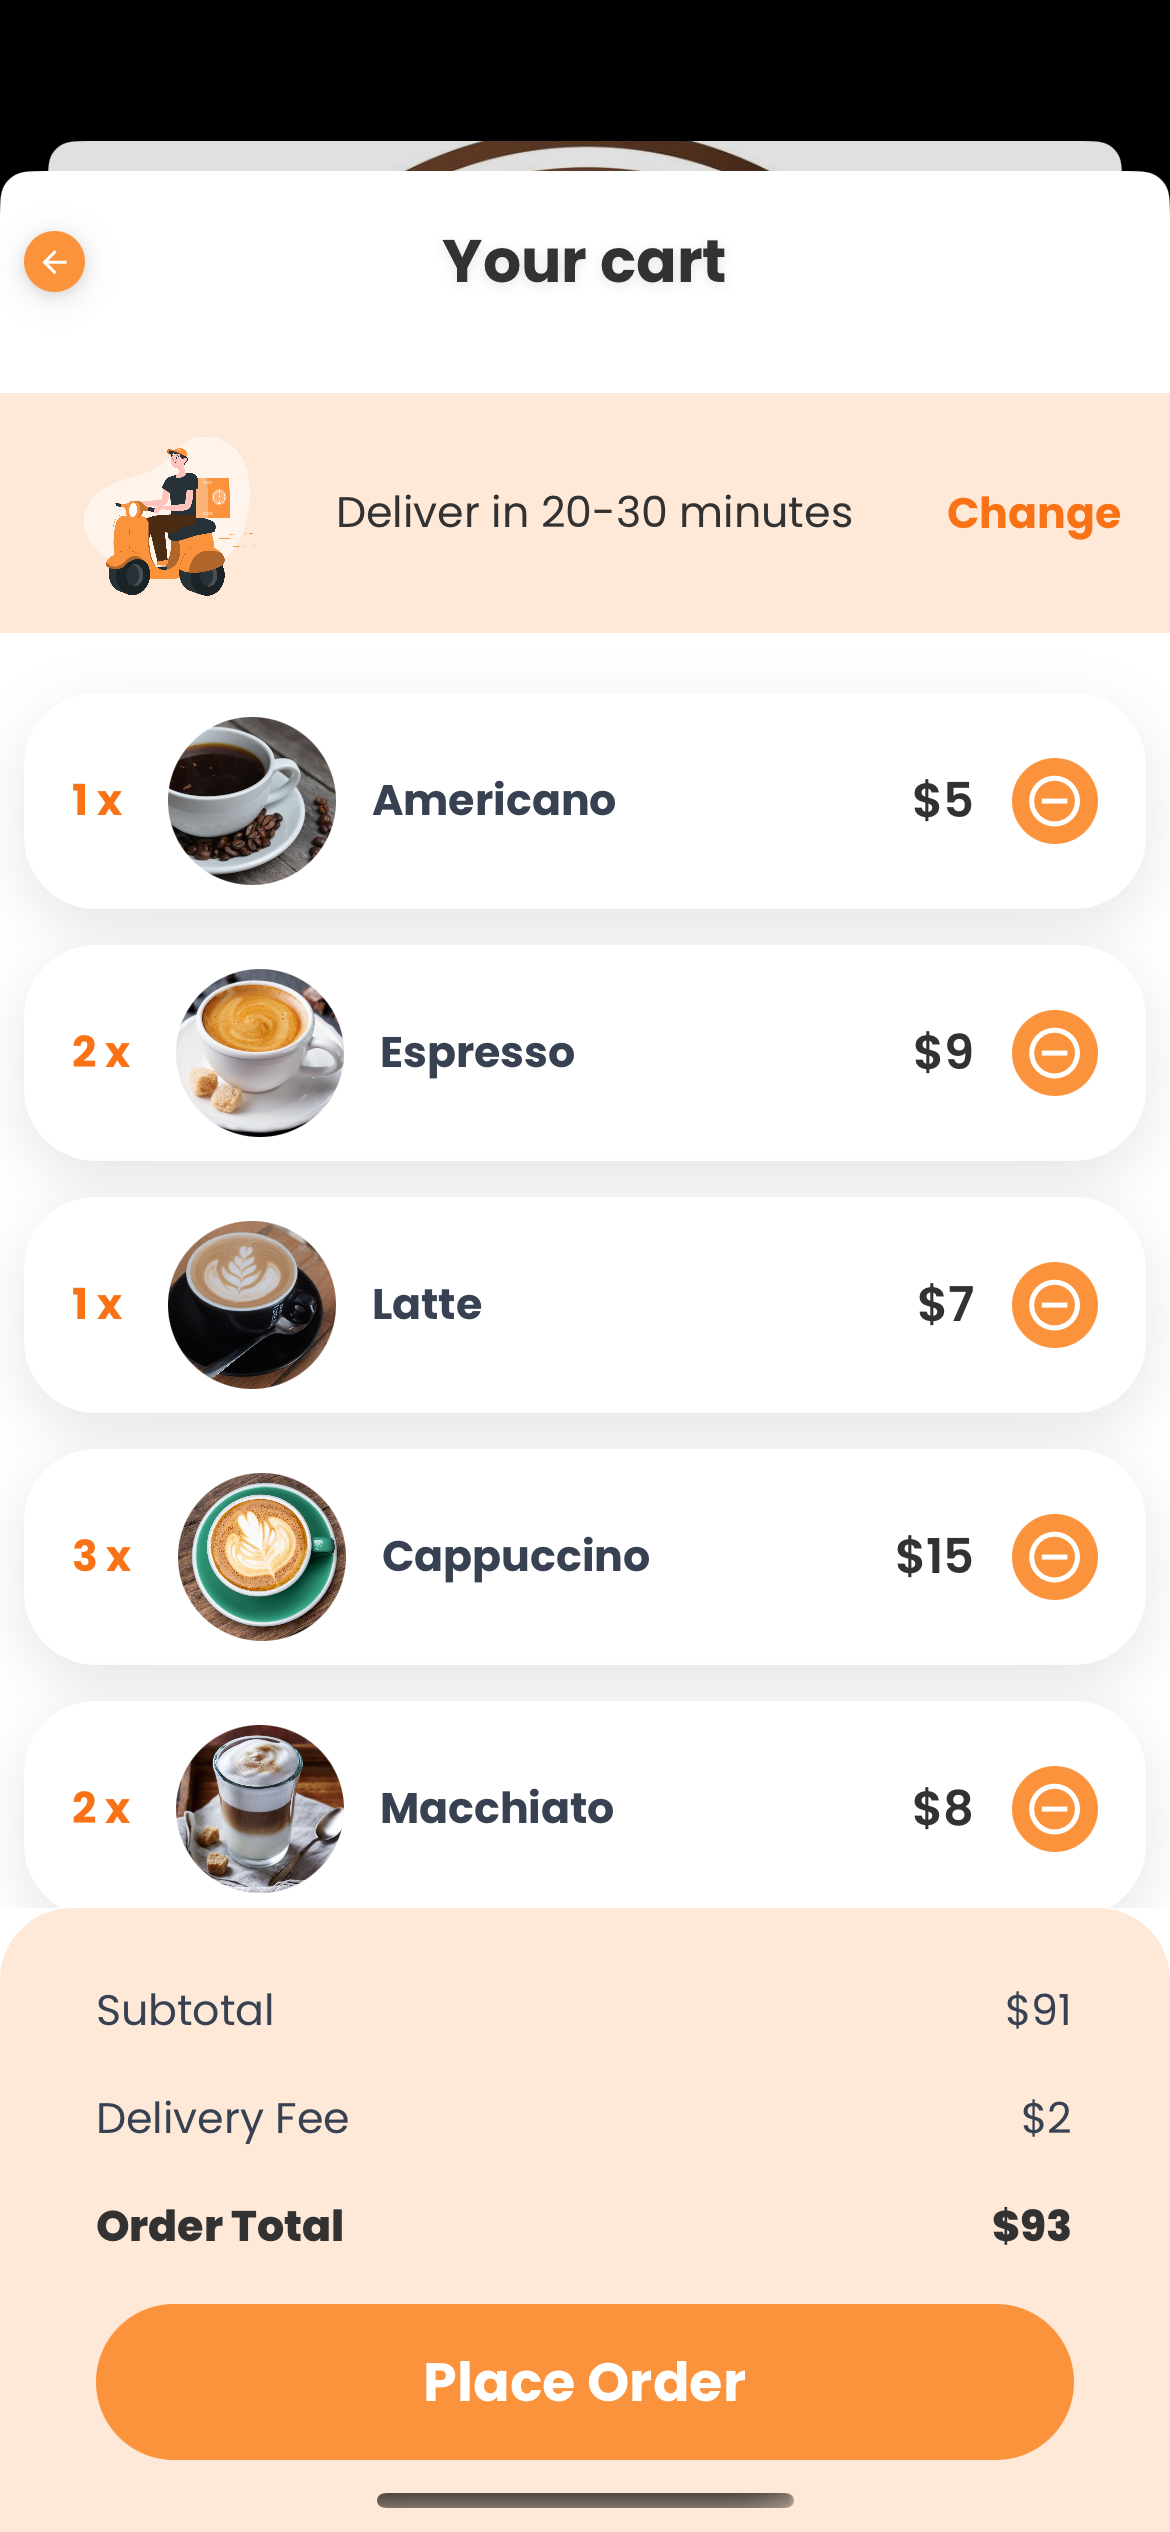 Your cart
Deliver in 20-30 minutes Change
1 x Americano $5
2 x Espresso $9
1 x Latte $7
3 x Cappuccino $15
2 x Macchiato $8
Subtotal $91
Delivery Fee $2
Order Total $93
Place Order